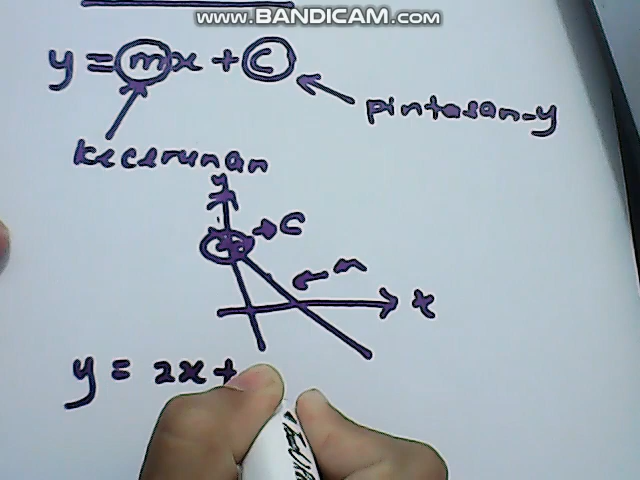 www.BANDICAM.com
y = mx + c
pintasan-y
kecerunan
y
c
m
x
y = 2x +